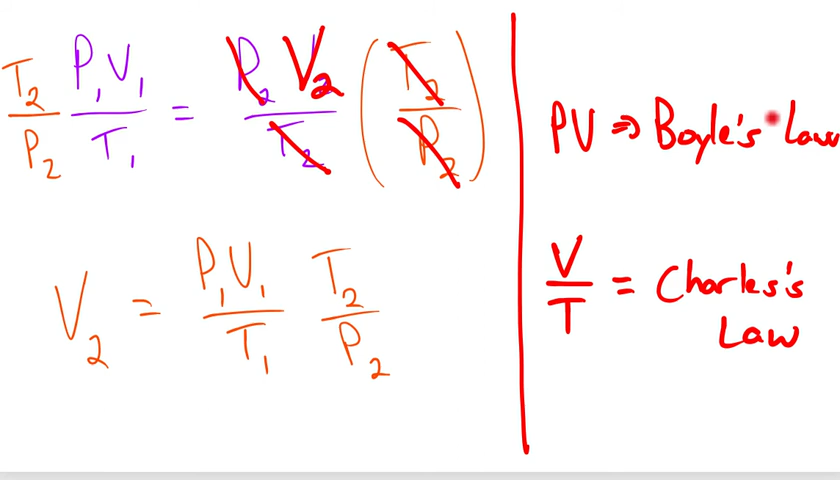 T₂/P₂ P₁V₁/T₁ = P₂V₂/T₂ (T₂/P₂)
V₂ = P₁V₁/T₁ T₂/P₂
PV ⇒ Boyle's Law
V/T = Charles's
Law